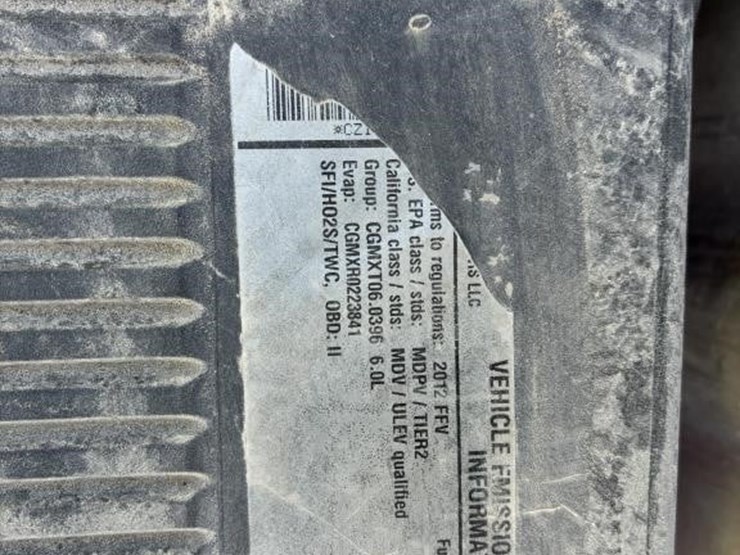 VEHICLE EMISSIO
INFORMA
LLC
ms to regulations: 2012 FFV
Fu
S. EPA class / stds: MDPV / TIER2
California class / stds: MDV / ULEV qualified
Group: CGMXT06.0396 6.0L
Evap: CGMXR0223841
SFI/HO2S/TWC, OBD: II
*CZ1